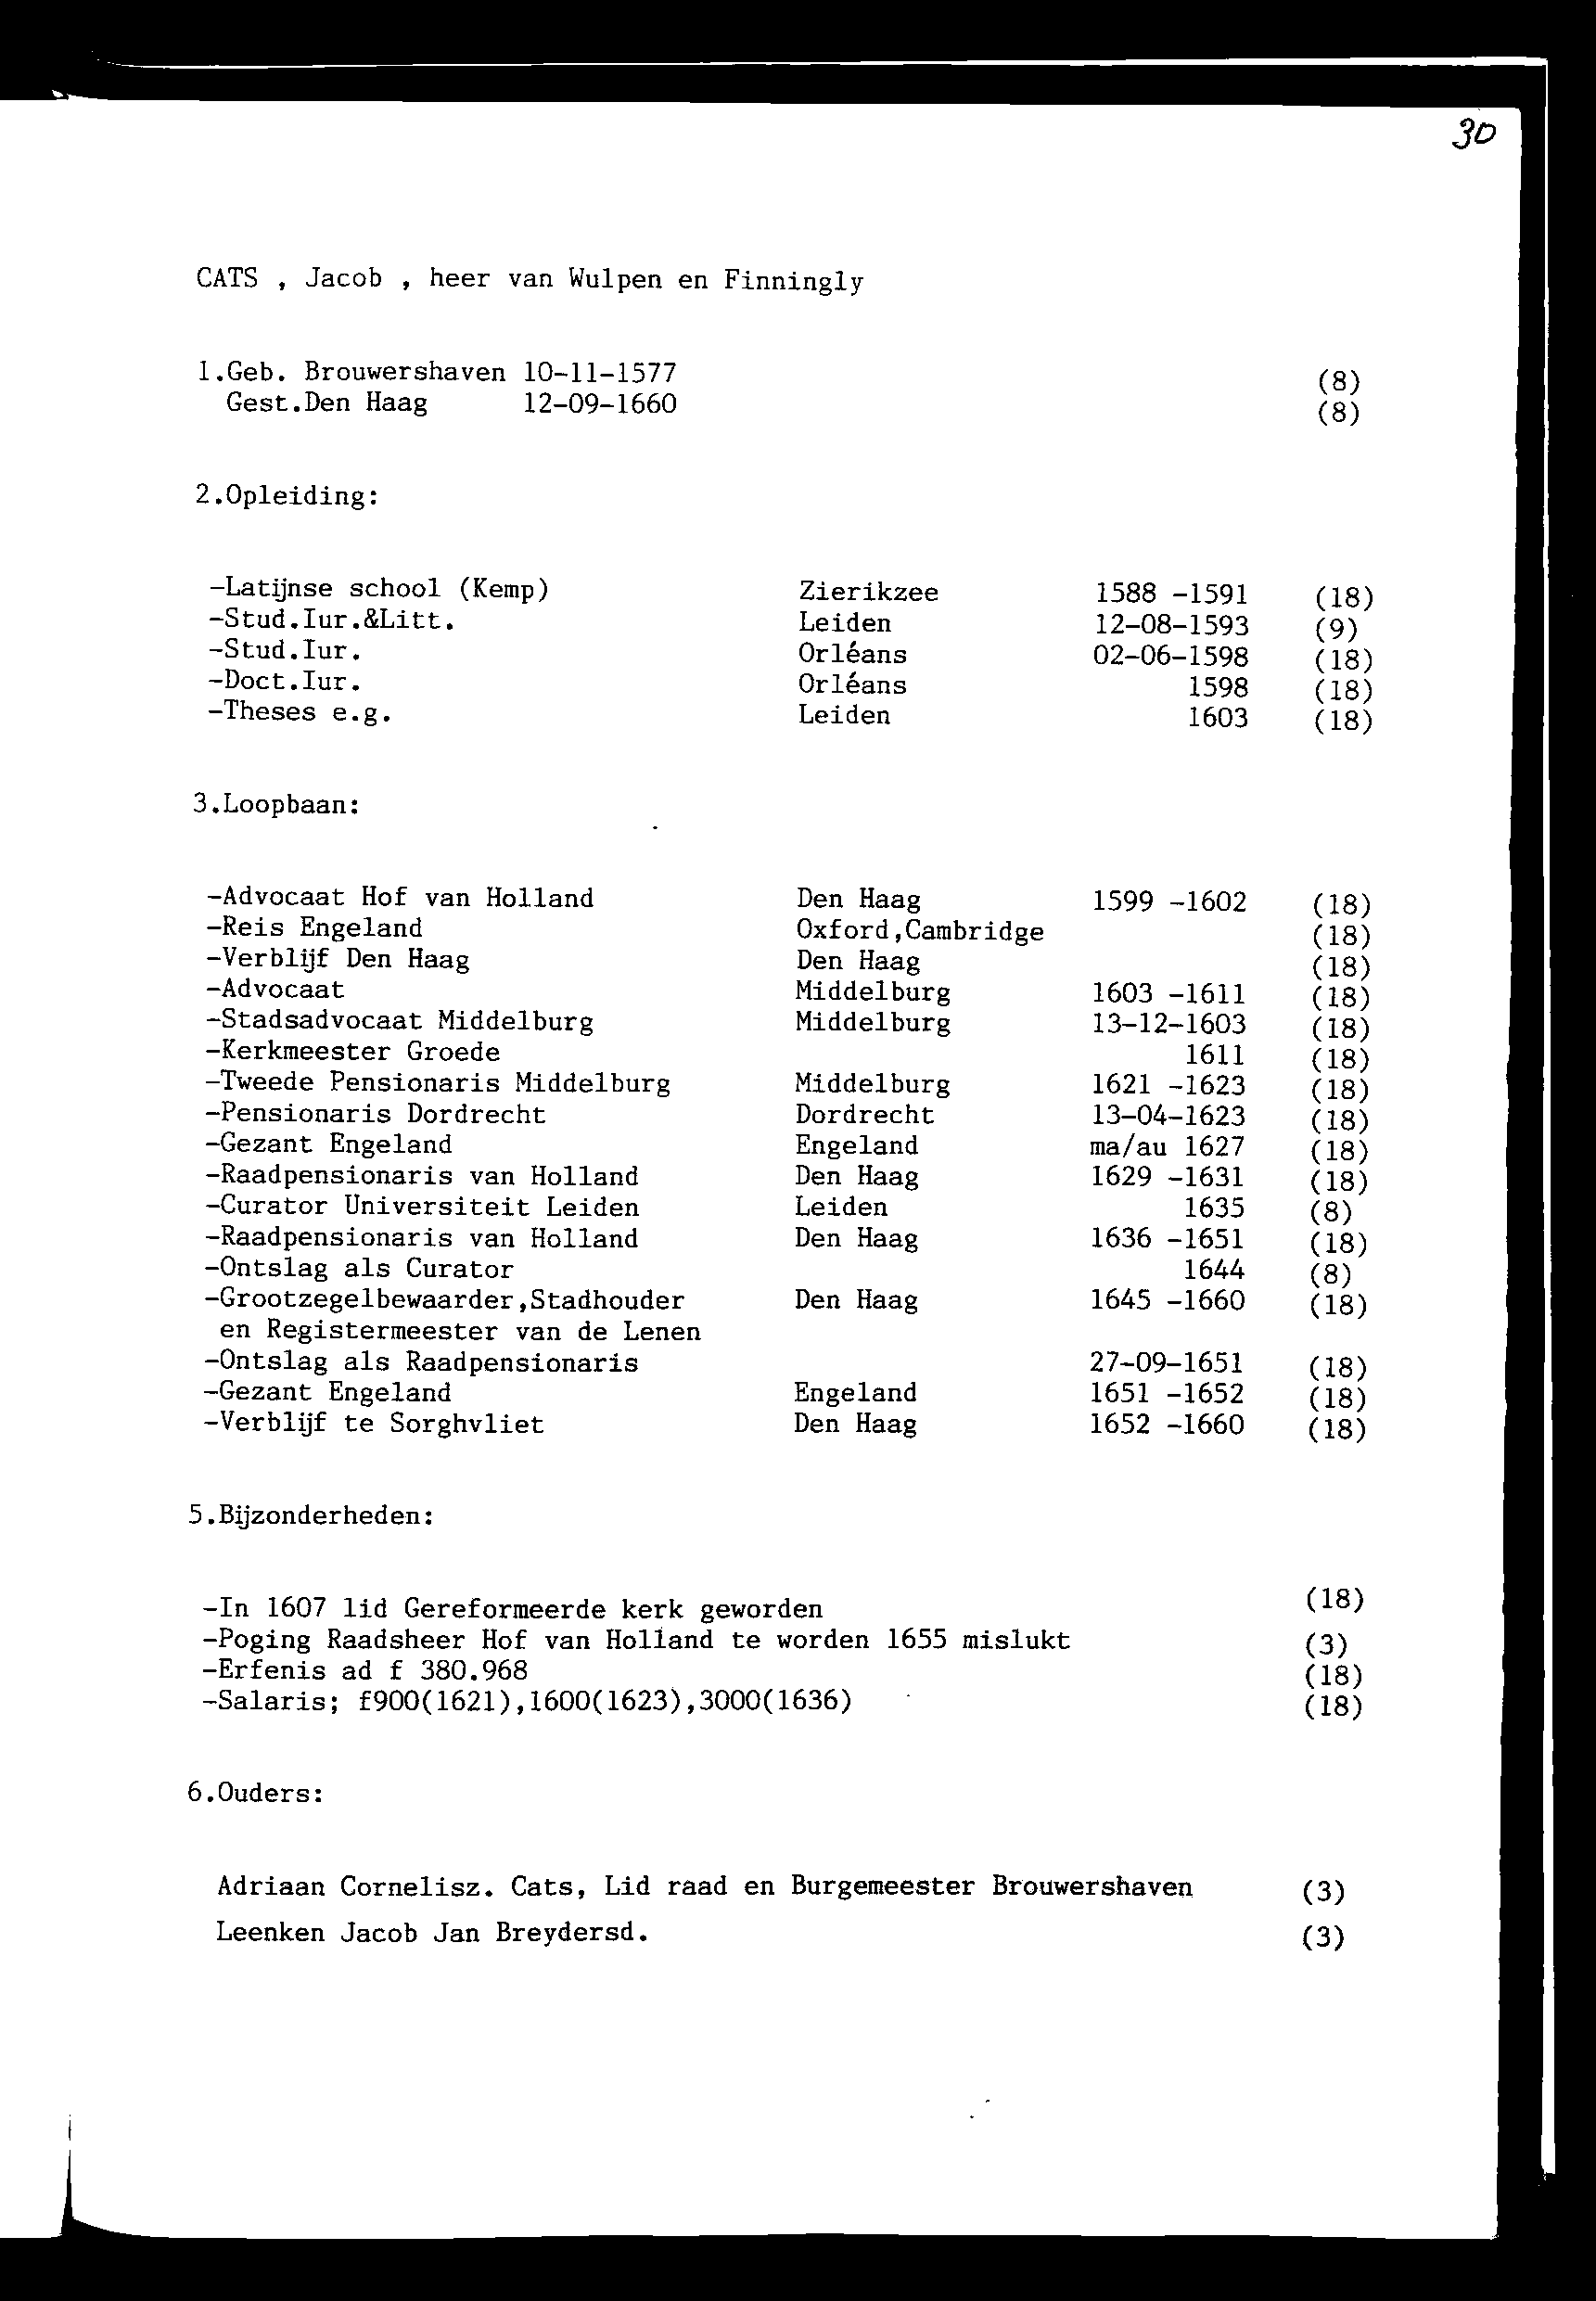 30
CATS , Jacob , heer van Wulpen en Finningly
1.Geb. Brouwershaven 10-11-1577 (8)
Gest.Den Haag 12-09-1660 (8)
2.Opleiding:
-Latijnse school (Kemp) Zierikzee 1588 -1591 (18)
-Stud.Iur.&Litt. Leiden 12-08-1593 (9)
-Stud.Iur. Orléans 02-06-1598 (18)
-Doct.Iur. Orléans 1598 (18)
-Theses e.g. Leiden 1603 (18)
3.Loopbaan:
-Advocaat Hof van Holland Den Haag 1599 -1602 (18)
-Reis Engeland Oxford,Cambridge (18)
-Verblijf Den Haag Den Haag (18)
-Advocaat Middelburg 1603 -1611 (18)
-Stadsadvocaat Middelburg Middelburg 13-12-1603 (18)
-Kerkmeester Groede 1611 (18)
-Tweede Pensionaris Middelburg Middelburg 1621 -1623 (18)
-Pensionaris Dordrecht Dordrecht 13-04-1623 (18)
-Gezant Engeland Engeland ma/au 1627 (18)
-Raadpensionaris van Holland Den Haag 1629 -1631 (18)
-Curator Universiteit Leiden Leiden 1635 (8)
-Raadpensionaris van Holland Den Haag 1636 -1651 (18)
-Ontslag als Curator 1644 (8)
-Grootzegelbewaarder,Stadhouder Den Haag 1645 -1660 (18)
en Registermeester van de Lenen
-Ontslag als Raadpensionaris 27-09-1651 (18)
-Gezant Engeland Engeland 1651 -1652 (18)
-Verblijf te Sorghvliet Den Haag 1652 -1660 (18)
5.Bijzonderheden:
-In 1607 lid Gereformeerde kerk geworden (18)
-Poging Raadsheer Hof van Holland te worden 1655 mislukt (3)
-Erfenis ad f 380.968 (18)
-Salaris; f900(1621),1600(1623),3000(1636) (18)
6.Ouders:
Adriaan Cornelisz. Cats, Lid raad en Burgemeester Brouwershaven (3)
Leenken Jacob Jan Breydersd. (3)